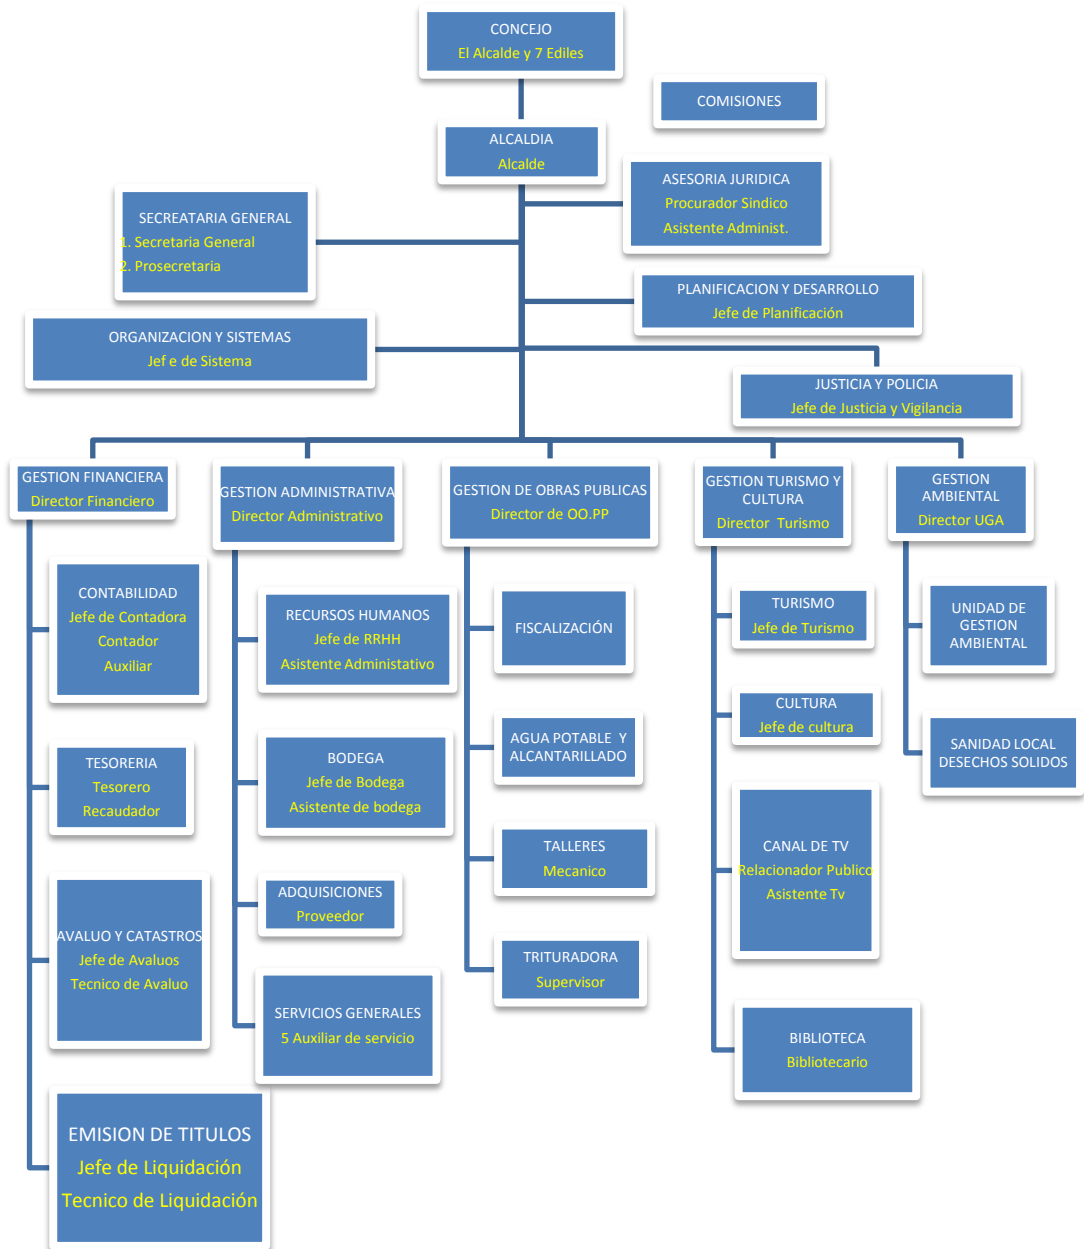 CONCEJO
El Alcalde y 7 Ediles
COMISIONES
ALCALDIA
Alcalde
ASESORIA JURIDICA
Procurador Sindico
Asistente Administ.
SECREATARIA GENERAL
1. Secretaria General
2. Prosecretaria
PLANIFICACION Y DESARROLLO
Jefe de Planificación
ORGANIZACION Y SISTEMAS
Jef e de Sistema
JUSTICIA Y POLICIA
Jefe de Justicia y Vigilancia
GESTION FINANCIERA
Director Financiero
GESTION ADMINISTRATIVA
Director Administrativo
GESTION DE OBRAS PUBLICAS
Director de OO.PP
GESTION TURISMO Y
CULTURA
Director Turismo
GESTION
AMBIENTAL
Director UGA
CONTABILIDAD
Jefe de Contadora
Contador
Auxiliar
TESORERIA
Tesorero
Recaudador
AVALUO Y CATASTROS
Jefe de Avaluos
Tecnico de Avaluo
EMISION DE TITULOS
Jefe de Liquidación
Tecnico de Liquidación
RECURSOS HUMANOS
Jefe de RRHH
Asistente Administativo
BODEGA
Jefe de Bodega
Asistente de bodega
ADQUISICIONES
Proveedor
SERVICIOS GENERALES
5 Auxiliar de servicio
FISCALIZACIÓN
AGUA POTABLE Y
ALCANTARILLADO
TALLERES
Mecanico
TRITURADORA
Supervisor
TURISMO
Jefe de Turismo
CULTURA
Jefe de cultura
CANAL DE TV
Relacionador Publico
Asistente Tv
BIBLIOTECA
Bibliotecario
UNIDAD DE
GESTION
AMBIENTAL
SANIDAD LOCAL
DESECHOS SOLIDOS